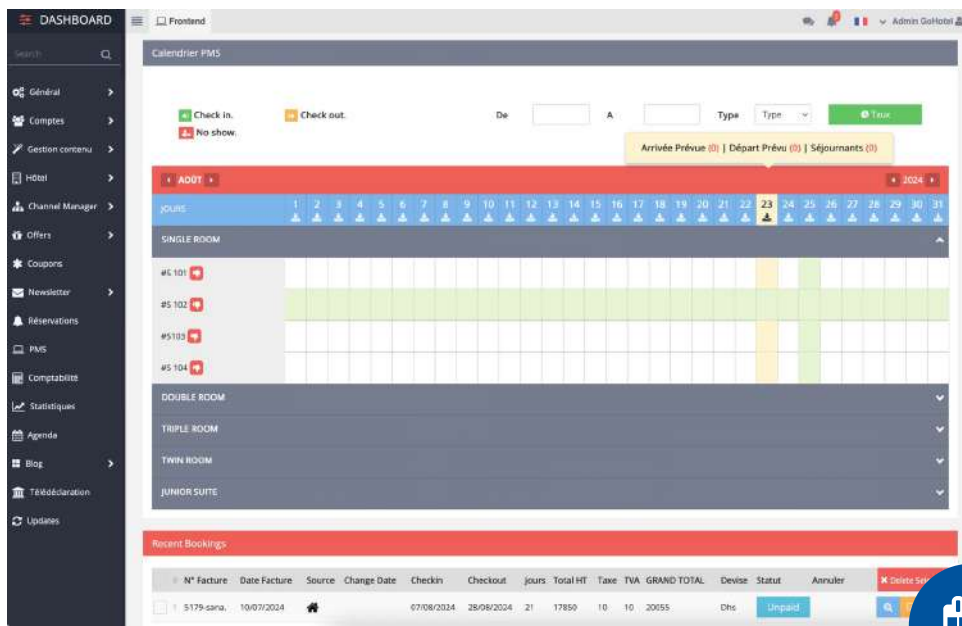 DASHBOARD
Frontend
Admin GoHotel
Search
Général
Comptes
Gestion contenu
Hôtel
Channel Manager
Offers
Coupons
Newsletter
Réservations
PMS
Comptabilité
Statistiques
Agenda
Blog
Télédéclaration
Updates
Calendrier PMS
Check in.
Check out.
No show.
De
A
Type
Type
Taux
Arrivée Prévue (0) | Départ Prévu (0) | Séjournants (0)
AOÛT
2024
JOURS 1 2 3 4 5 6 7 8 9 10 11 12 13 14 15 16 17 18 19 20 21 22 23 24 25 26 27 28 29 30 31
SINGLE ROOM
#S 101
#S 102
#S103
#S 104
DOUBLE ROOM
TRIPLE ROOM
TWIN ROOM
JUNIOR SUITE
Recent Bookings
N° Facture Date Facture Source Change Date Checkin Checkout jours Total HT Taxe TVA GRAND TOTAL Devise Statut Annuler Delete
1 5179-sana. 10/07/2024 07/08/2024 28/08/2024 21 17850 10 10 20055 Dhs Unpaid